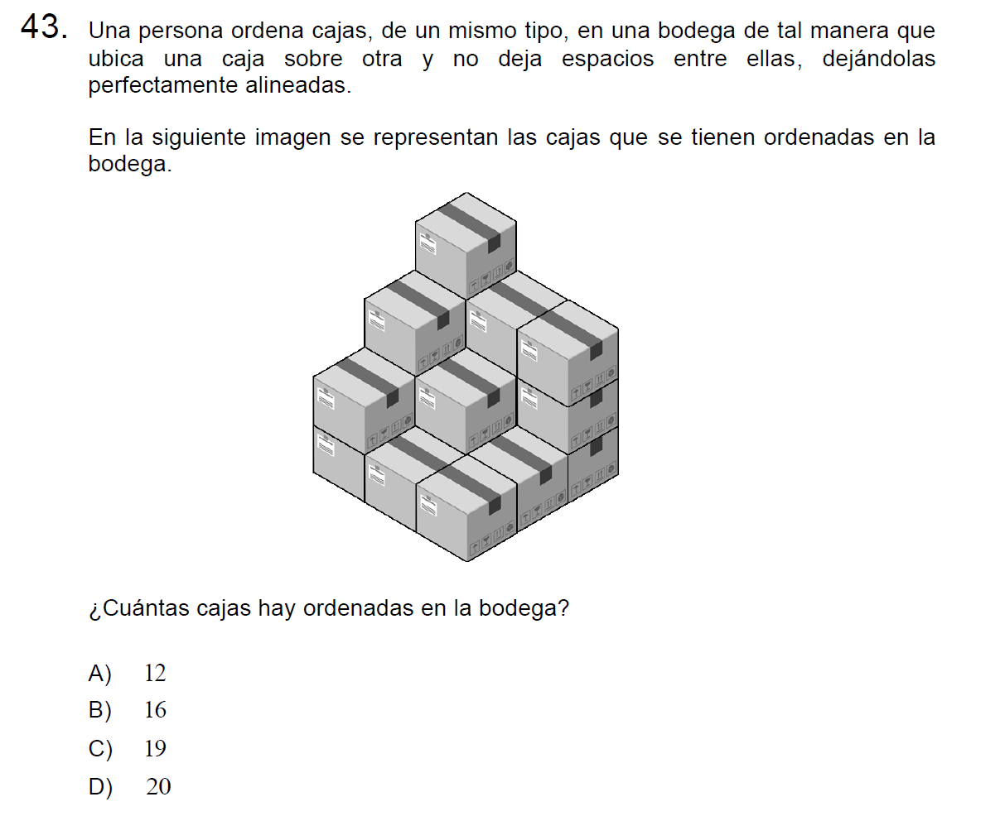 43. Una persona ordena cajas, de un mismo tipo, en una bodega de tal manera que
ubica una caja sobre otra y no deja espacios entre ellas, dejándolas
perfectamente alineadas.
En la siguiente imagen se representan las cajas que se tienen ordenadas en la
bodega.
¿Cuántas cajas hay ordenadas en la bodega?
A) 12
B) 16
C) 19
D) 20